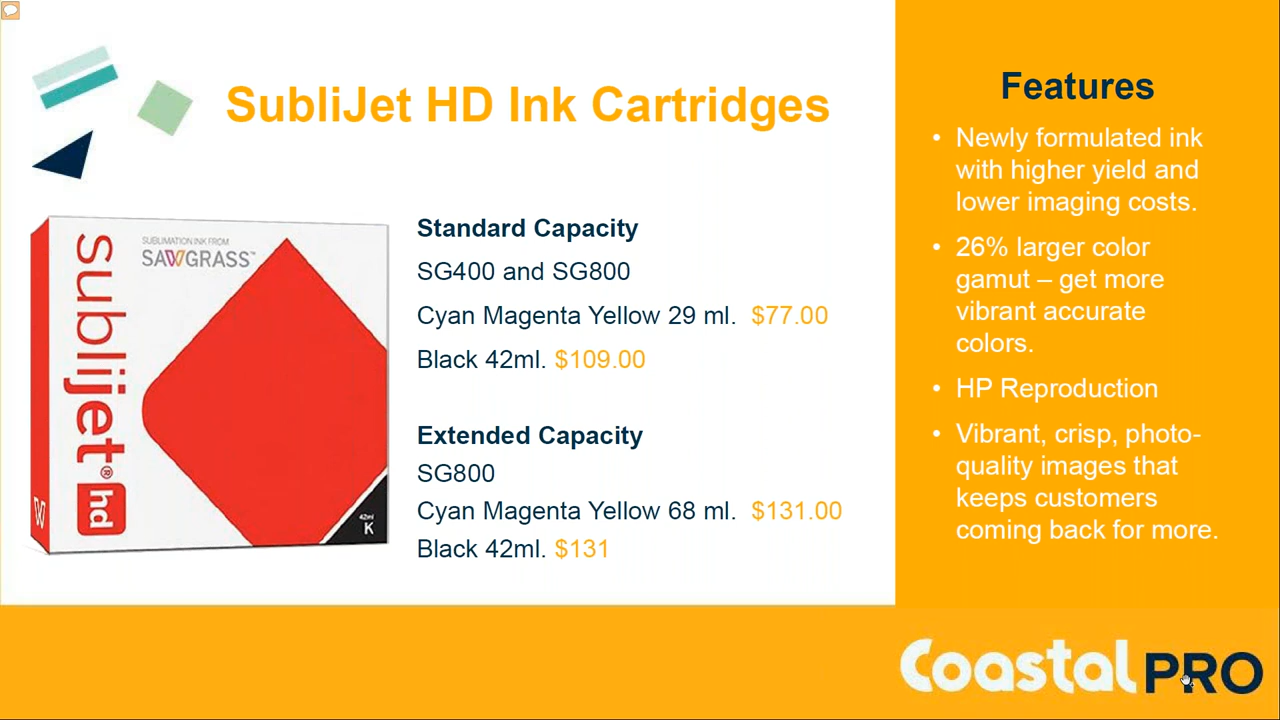 SubliJet HD Ink Cartridges
sublijet® hd
SUBLIMATION INK FROM
SAWGRASS™
W
42ml
K
Standard Capacity
SG400 and SG800
Cyan Magenta Yellow 29 ml. $77.00
Black 42ml. $109.00
Extended Capacity
SG800
Cyan Magenta Yellow 68 ml. $131.00
Black 42ml. $131
Features
• Newly formulated ink
with higher yield and
lower imaging costs.
• 26% larger color
gamut – get more
vibrant accurate
colors.
• HP Reproduction
• Vibrant, crisp, photo-
quality images that
keeps customers
coming back for more.
Coastal PRO